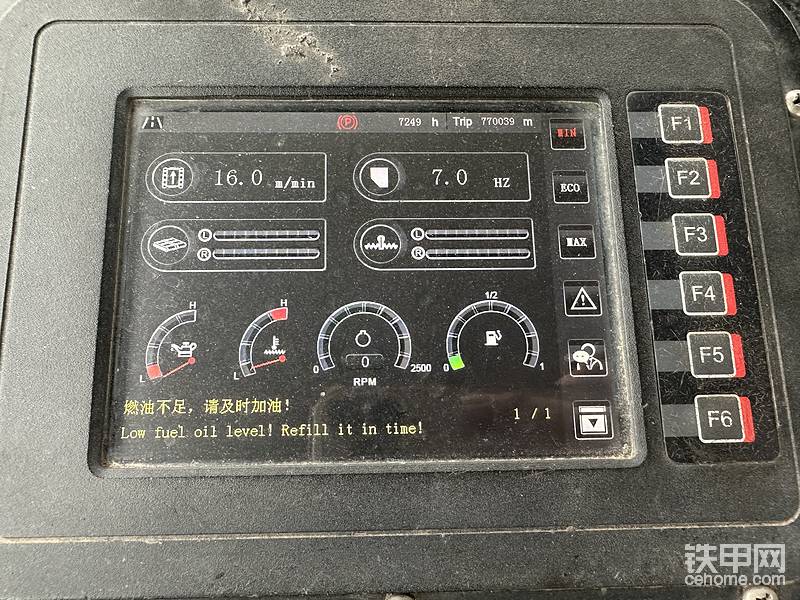 P 7249 h Trip 770039 m
MIN
F1
16.0 m/min
7.0 HZ
ECO
F2
L
R
L
R
MAX
F3
H
L
H
L
0
0
2500
RPM
1/2
0
1
F4
F5
燃油不足，请及时加油！
Low fuel oil level! Refill it in time!
1 / 1
F6
铁甲网
cehome.com